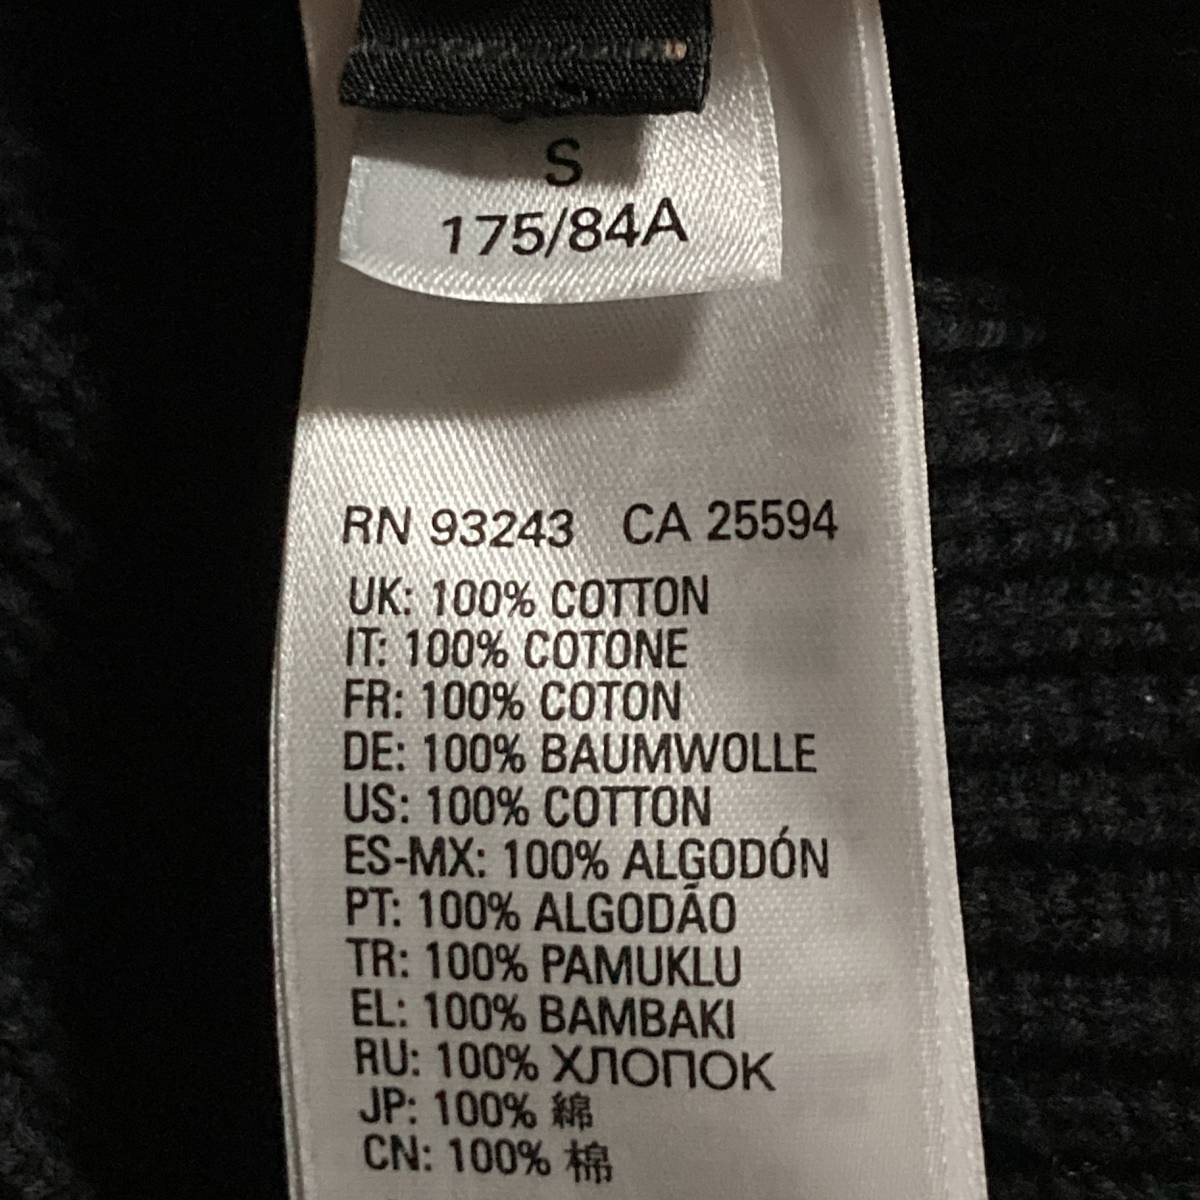 S
175/84A
RN 93243 CA 25594
UK: 100% COTTON
IT: 100% COTONE
FR: 100% COTON
DE: 100% BAUMWOLLE
US: 100% COTTON
ES-MX: 100% ALGODÓN
PT: 100% ALGODÃO
TR: 100% PAMUKLU
EL: 100% BAMBAKI
RU: 100% ХЛОПОК
JP: 100% 綿
CN: 100% 棉